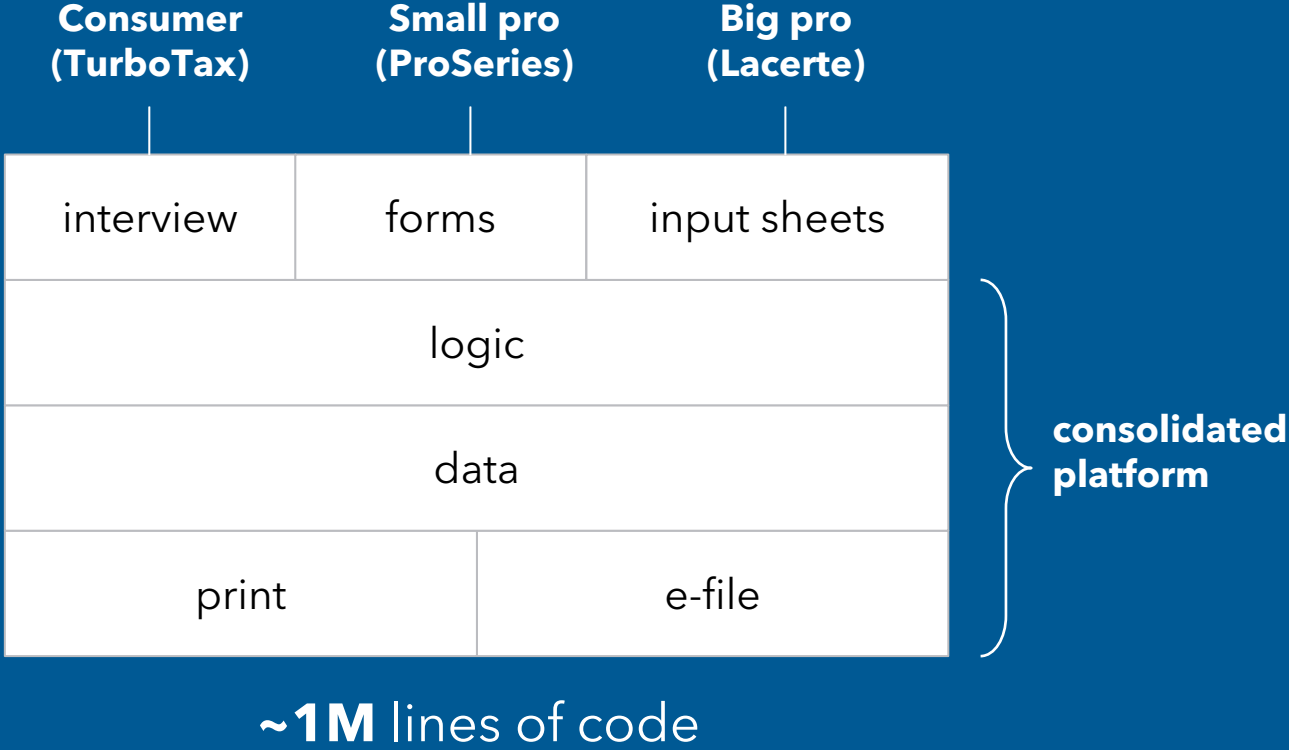 Consumer
(TurboTax)
Small pro
(ProSeries)
Big pro
(Lacerte)
interview
forms
input sheets
logic
data
consolidated
platform
print
e-file
~1M lines of code